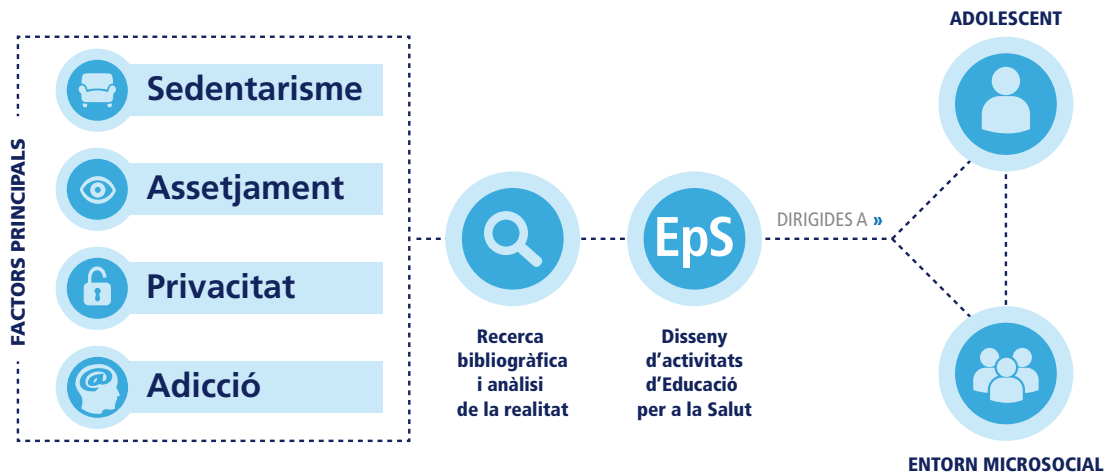 FACTORS PRINCIPALS
Sedentarisme
Assetjament
Privacitat
@
Adicció
Recerca
bibliogràfica
i anàlisi
de la realitat
EpS
Disseny
d’activitats
d’Educació
per a la Salut
DIRIGIDES A »
ADOLESCENT
ENTORN MICROSOCIAL